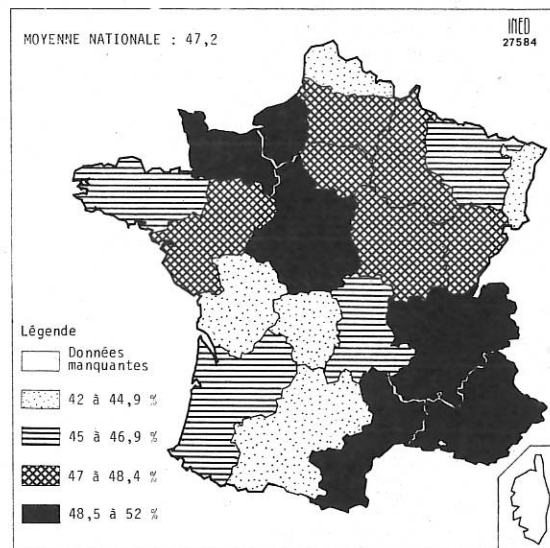 MOYENNE NATIONALE : 47,2
INED
27584
Légende
Données
manquantes
42 à 44,9 %
45 à 46,9 %
47 à 48,4 %
48,5 à 52 %